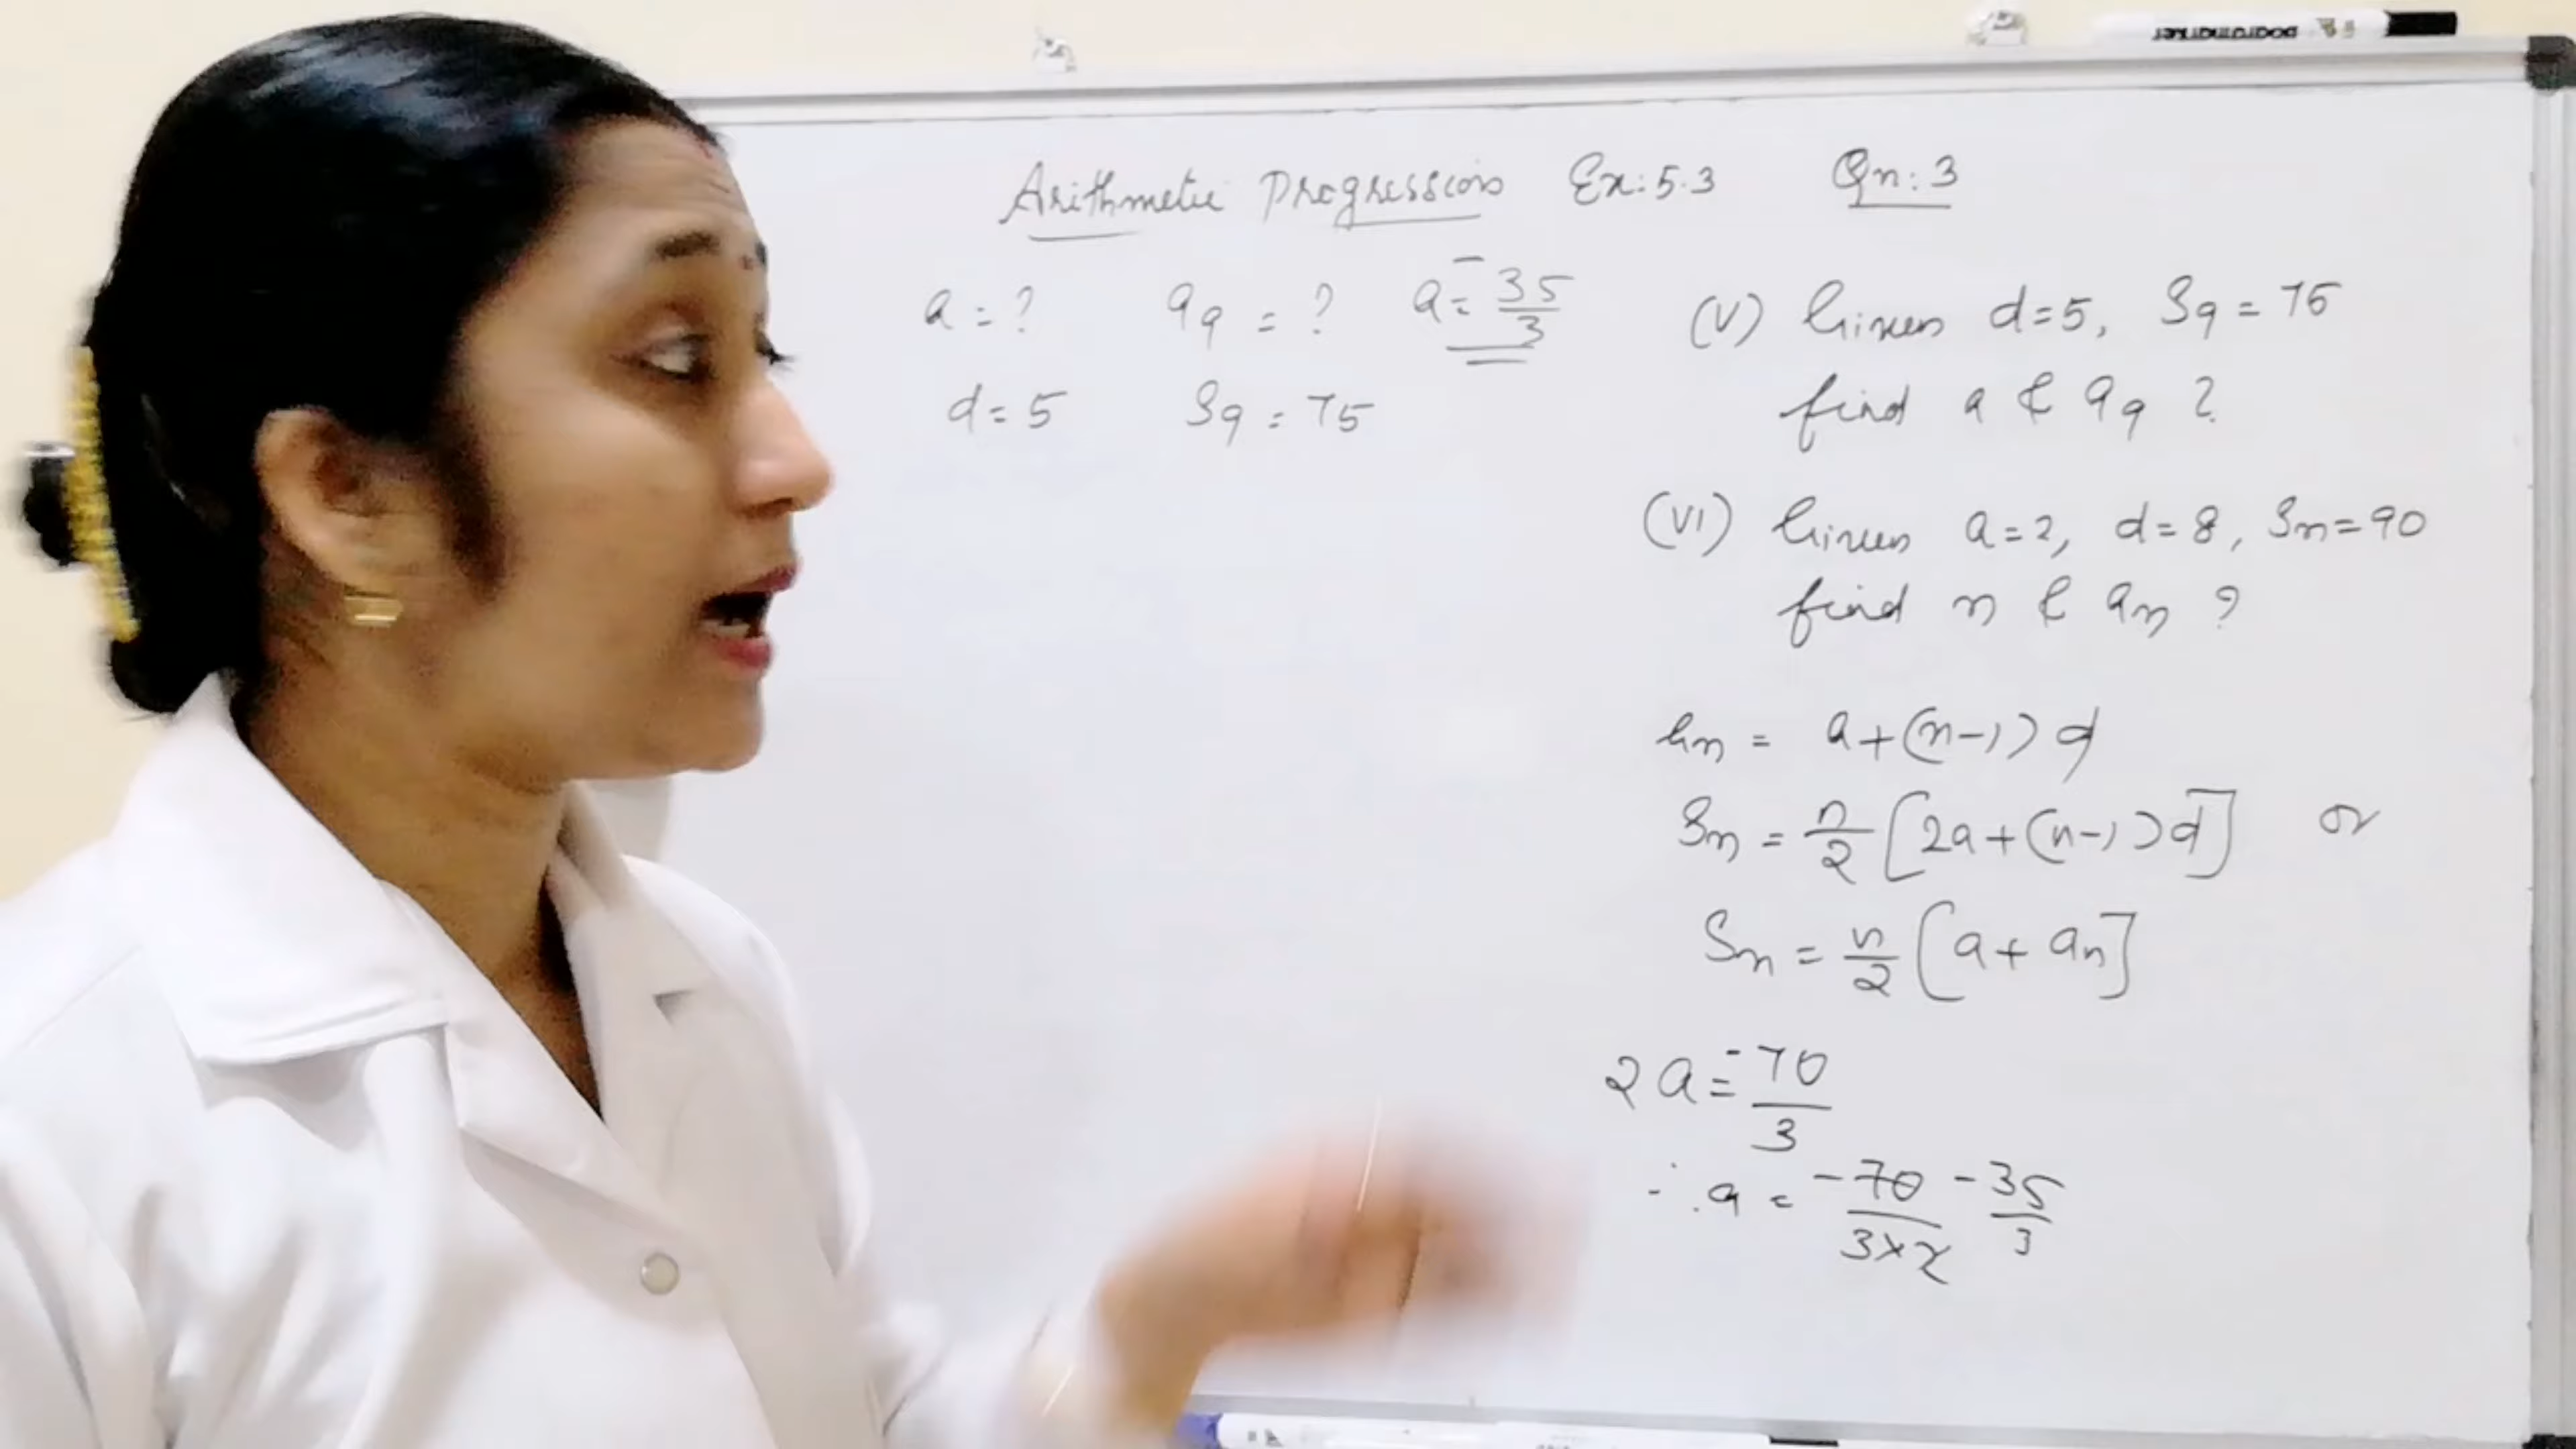 boardmarker
Arithmetic Progression Ex: 5.3 Qn: 3
a = ? a9 = ? a = -35/3
d = 5 S9 = 75
(V) Given d=5, S9 = 75
find a & a9 ?
(VI) Given a=2, d=8, Sn=90
find n & an ?
an = a+(n-1)d
Sn = n/2 [2a+(n-1)d] or
Sn = n/2 [a+an]
2a = -70/3
∴ a = -70/3×2 -35/3